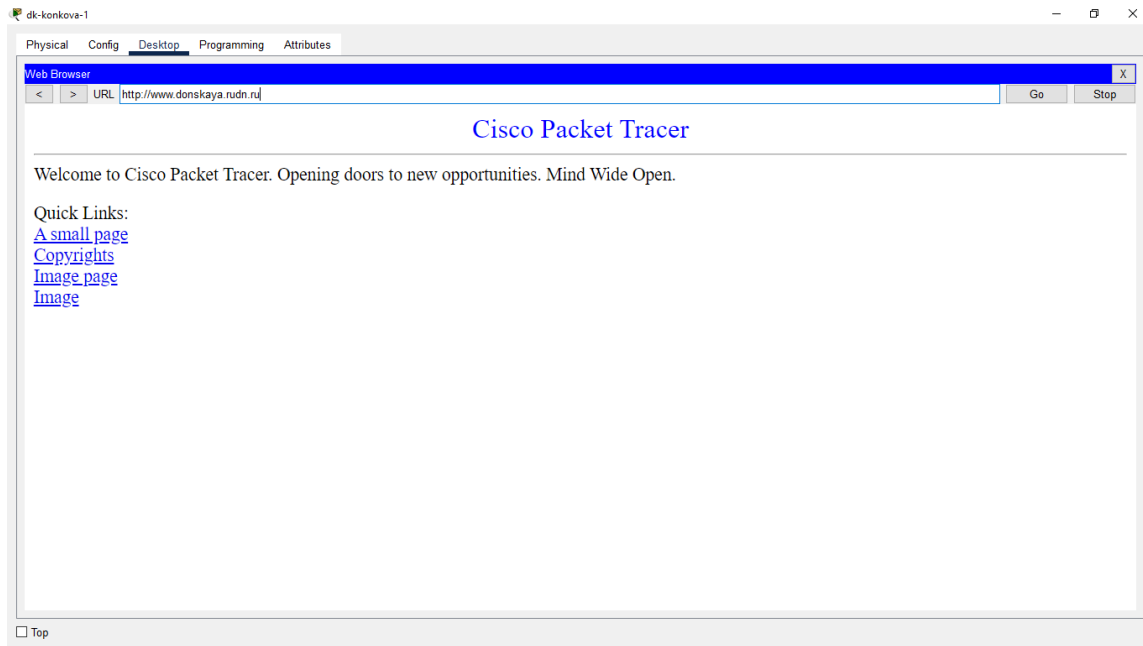 dk-konkova-1
Physical Config Desktop Programming Attributes
Web Browser X
< > URL http://www.donskaya.rudn.ru Go Stop
Cisco Packet Tracer
Welcome to Cisco Packet Tracer. Opening doors to new opportunities. Mind Wide Open.
Quick Links:
A small page
Copyrights
Image page
Image
Top